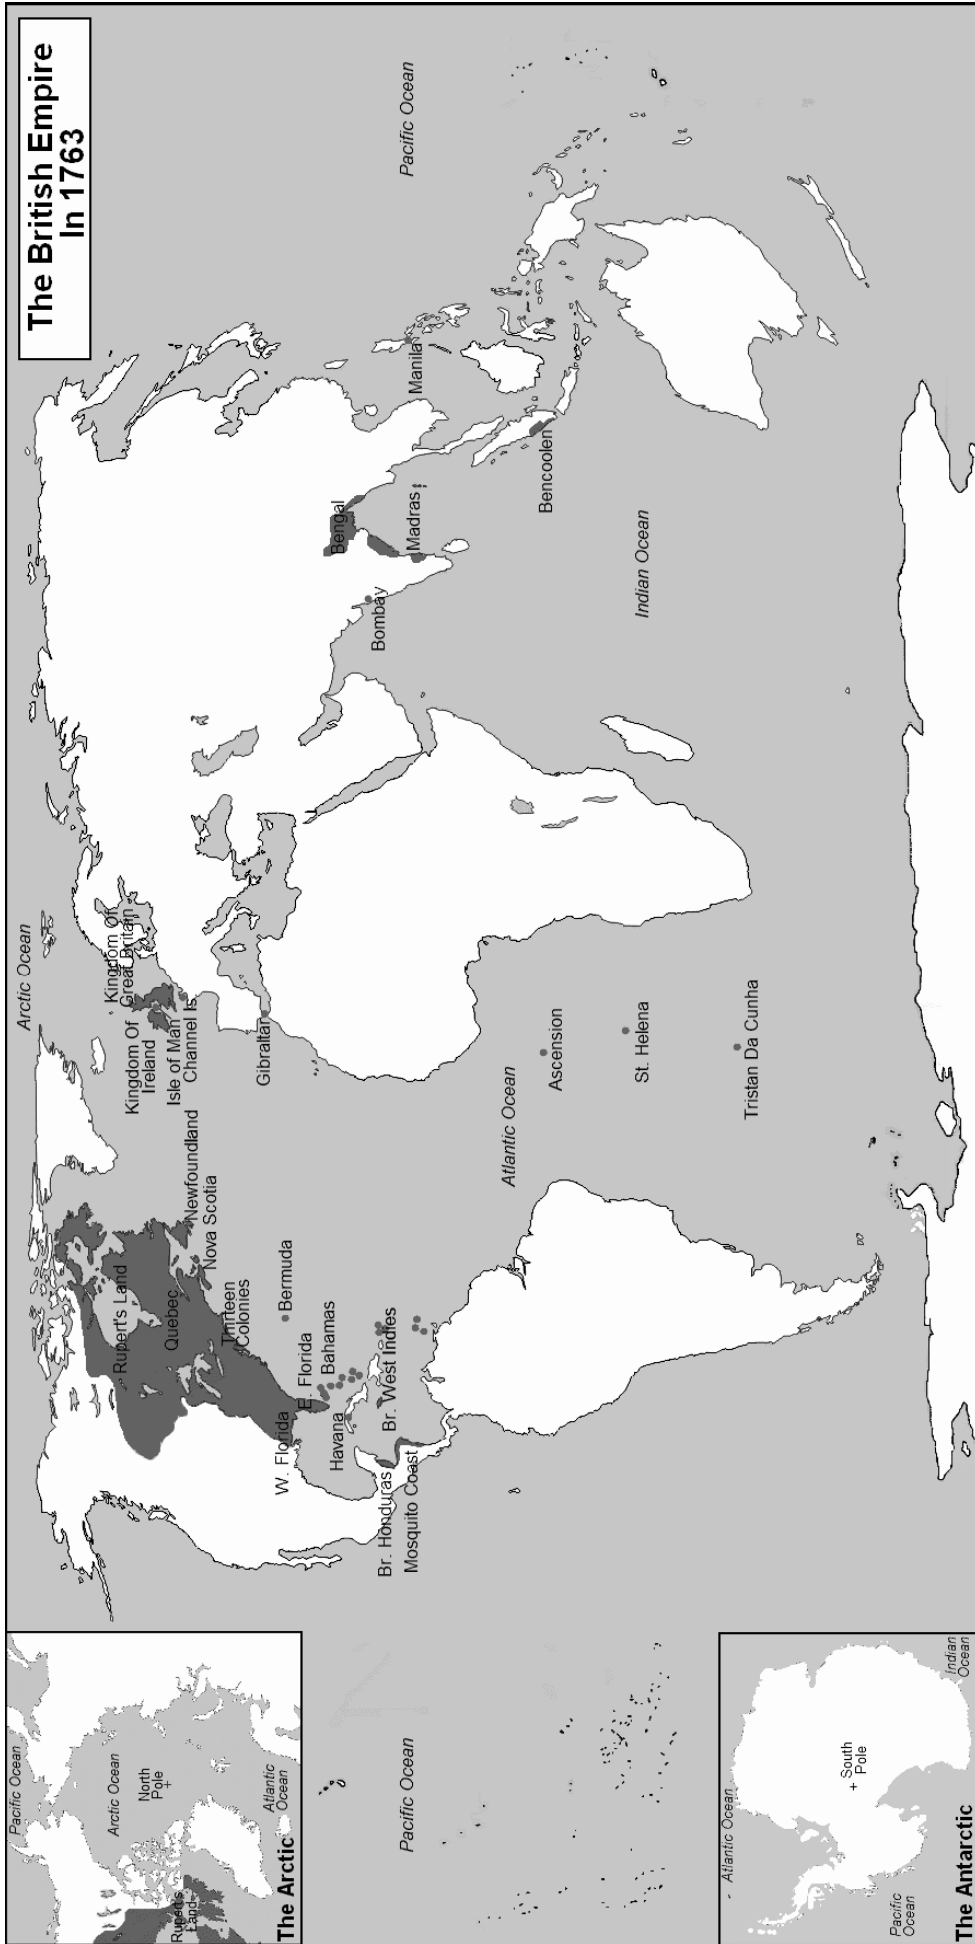 The British Empire
In 1763
Arctic Ocean
Pacific Ocean
Pacific Ocean
Atlantic Ocean
Indian Ocean
Kingdom Of
Great Britain
Kingdom Of
Ireland
Isle of Man
Channel Is
Gibraltar
Rupert's Land
Quebec
Newfoundland
Nova Scotia
Thirteen
Colonies
Bermuda
W. Florida
E. Florida
Bahamas
Havana
Br. West Indies
Br. Honduras
Mosquito Coast
Ascension
St. Helena
Tristan Da Cunha
Bombay
Bengal
Madras
Manila
Bencoolen
Pacific Ocean
Arctic Ocean
North
Pole
+
Atlantic
Ocean
Rupert's
Land
The Arctic
Atlantic Ocean
+ South
Pole
Pacific
Ocean
Indian
Ocean
The Antarctic